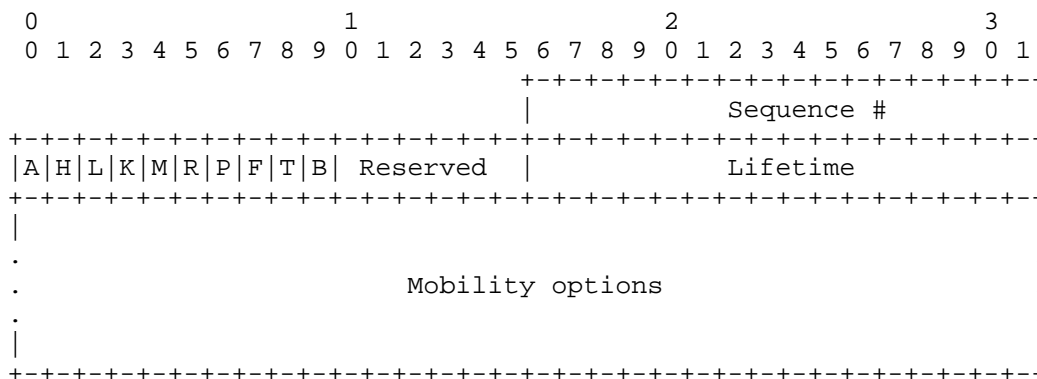 0                   1                   2                   3
 0 1 2 3 4 5 6 7 8 9 0 1 2 3 4 5 6 7 8 9 0 1 2 3 4 5 6 7 8 9 0 1
                                +-+-+-+-+-+-+-+-+-+-+-+-+-+-+-+--
                                |            Sequence #
+-+-+-+-+-+-+-+-+-+-+-+-+-+-+-+-+-+-+-+-+-+-+-+-+-+-+-+-+-+-+-+--
|A|H|L|K|M|R|P|F|T|B| Reserved  |            Lifetime
+-+-+-+-+-+-+-+-+-+-+-+-+-+-+-+-+-+-+-+-+-+-+-+-+-+-+-+-+-+-+-+--
|
.
.                        Mobility options
.
|
+-+-+-+-+-+-+-+-+-+-+-+-+-+-+-+-+-+-+-+-+-+-+-+-+-+-+-+-+-+-+-+--